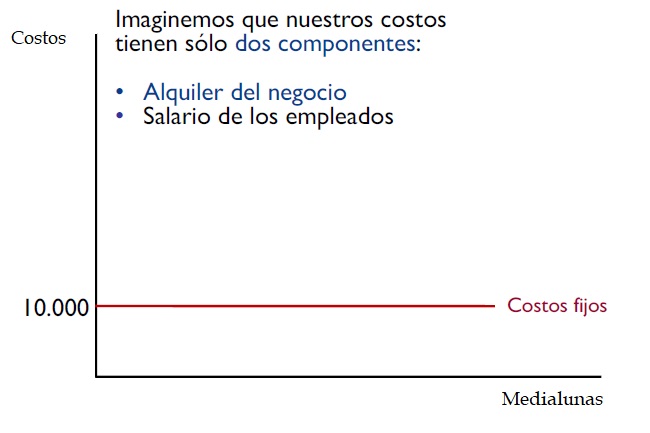 Imaginemos que nuestros costos
tienen sólo dos componentes:
Costos
• Alquiler del negocio
• Salario de los empleados
10.000
Costos fijos
Medialunas